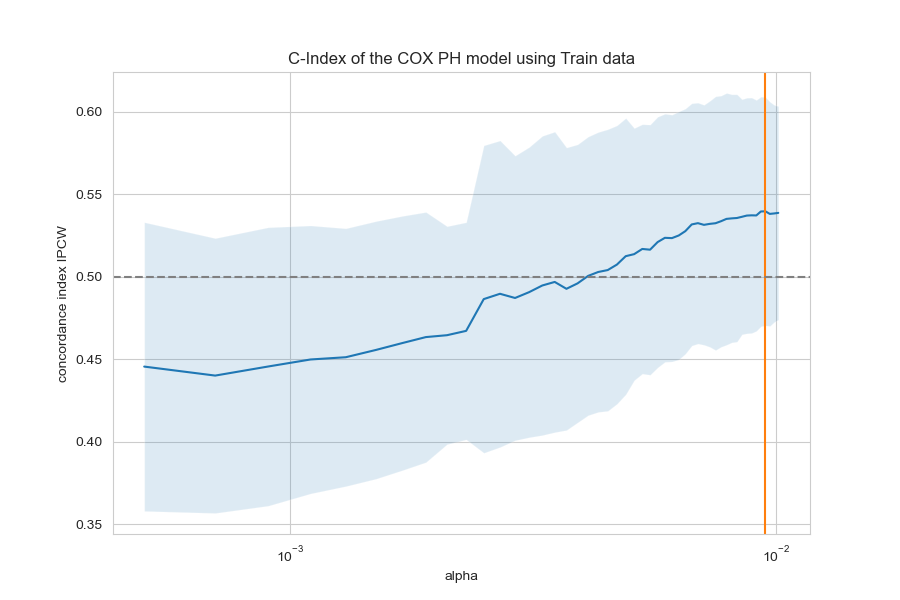 C-Index of the COX PH model using Train data
concordance index IPCW
0.60
0.55
0.50
0.45
0.40
0.35
10⁻³
10⁻²
alpha